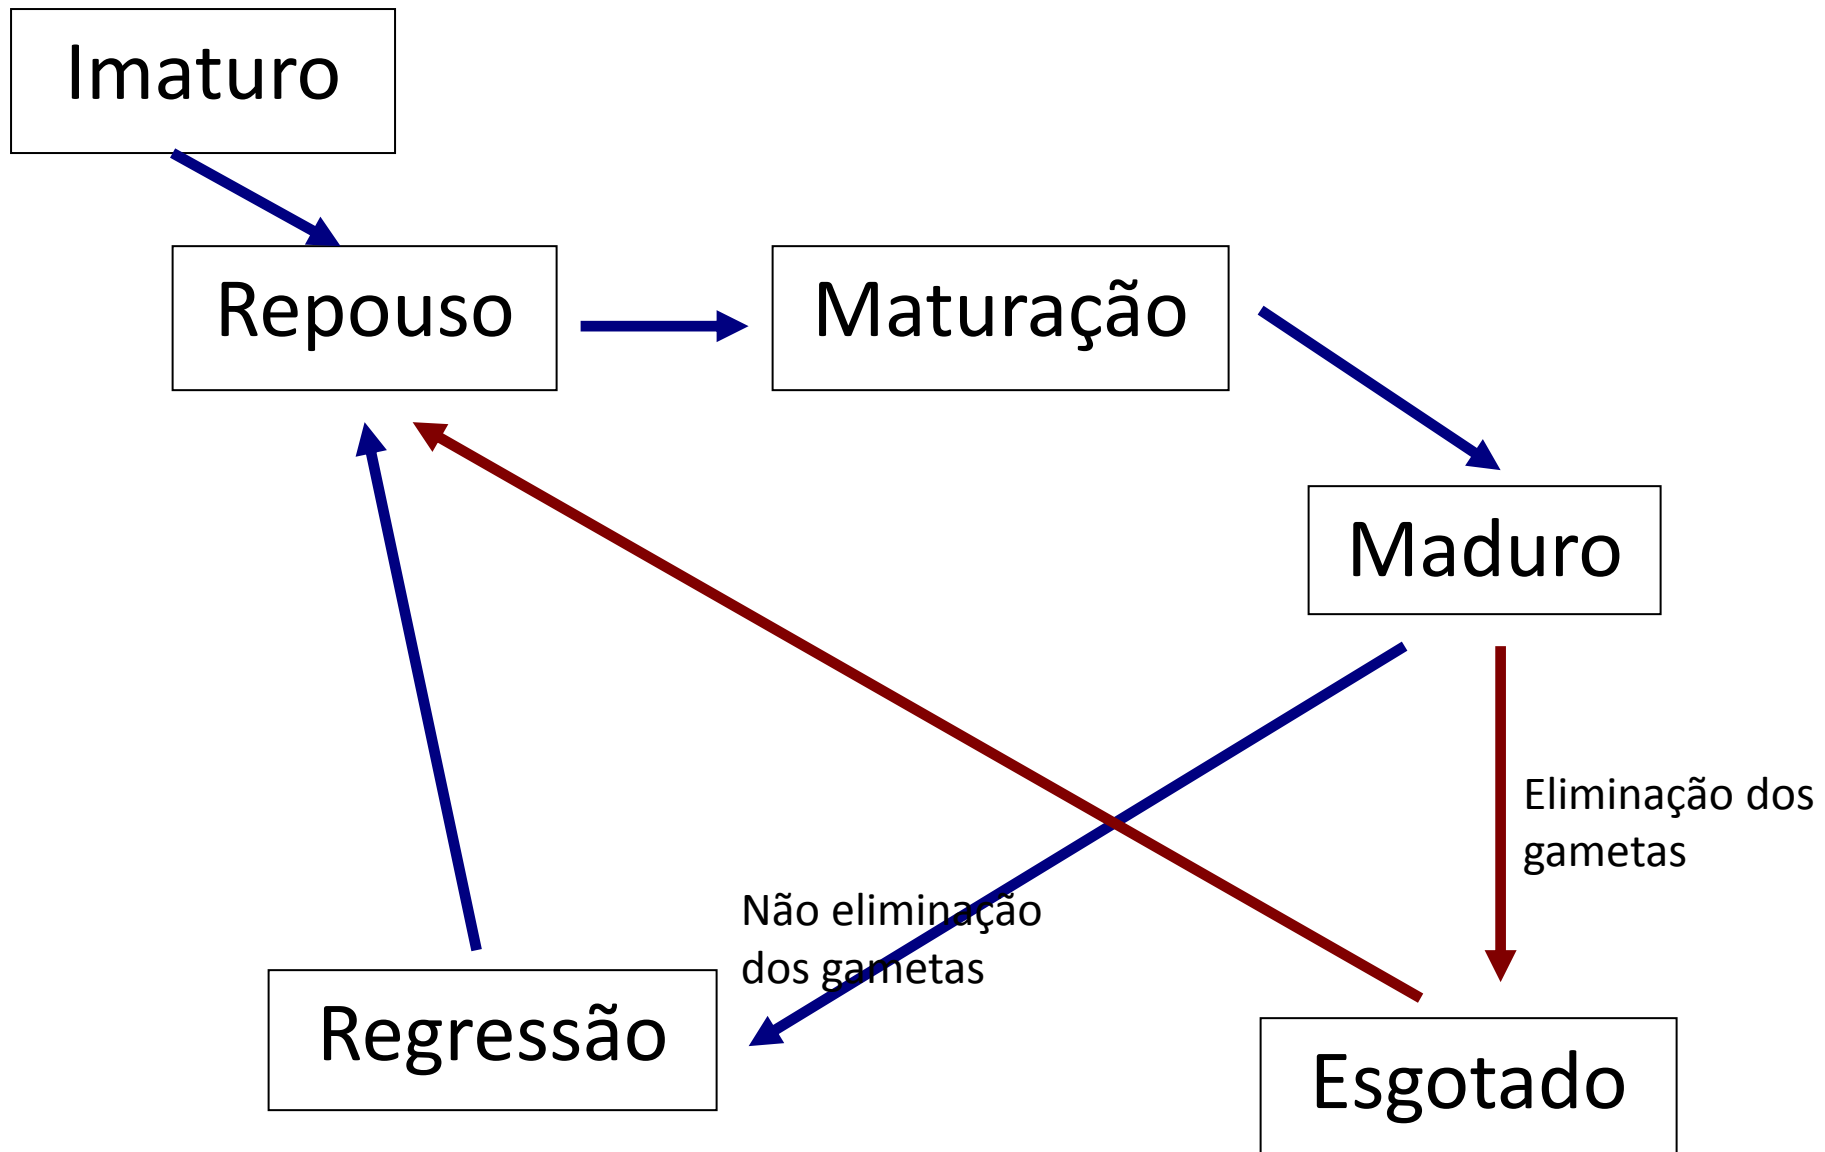 Imaturo
Repouso
Maturação
Maduro
Eliminação dos
gametas
Não eliminação
dos gametas
Regressão
Esgotado